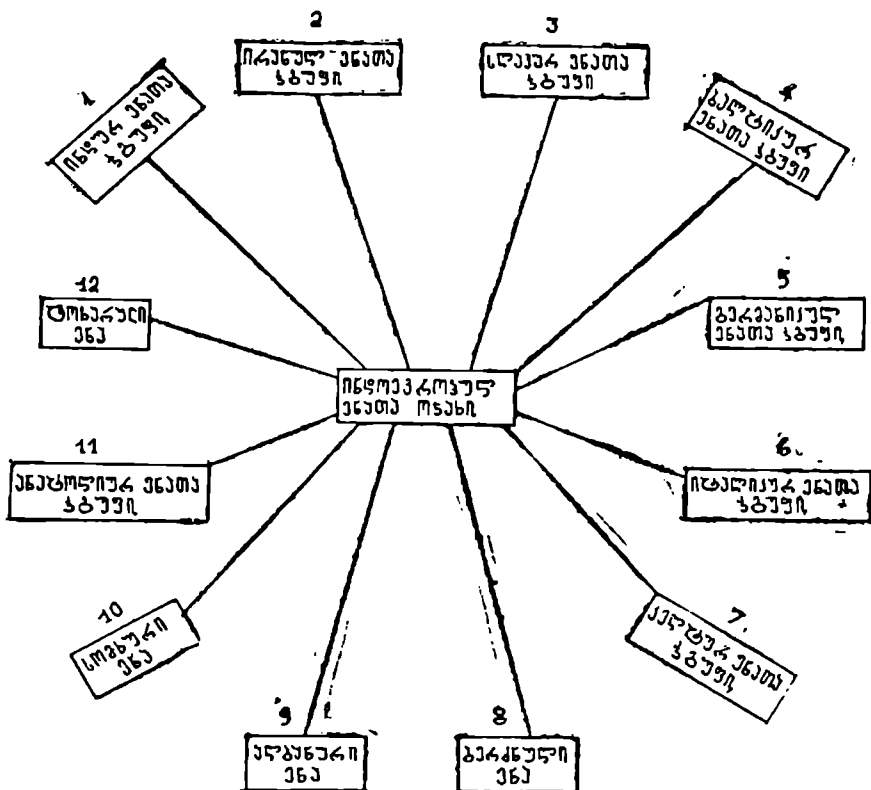 1
ინდურ ენათა
ჯგუფი
2
ირანულ ენათა
ჯგუფი
3
სლავურ ენათა
ჯგუფი
4
ბალტიკურ
ენათა ჯგუფი
5
გერმანიკულ
ენათა ჯგუფი
6.
იტალიკურ ენათა
ჯგუფი
7.
კელტურ ენათა
ჯგუფი
8
ბერძნული
ენა
9
ალბანური
ენა
10
სომხური
ენა
11
ანატოლიურ ენათა
ჯგუფი
12
ტოხარული
ენა
ინდოევროპულ
ენათა ოჯახი